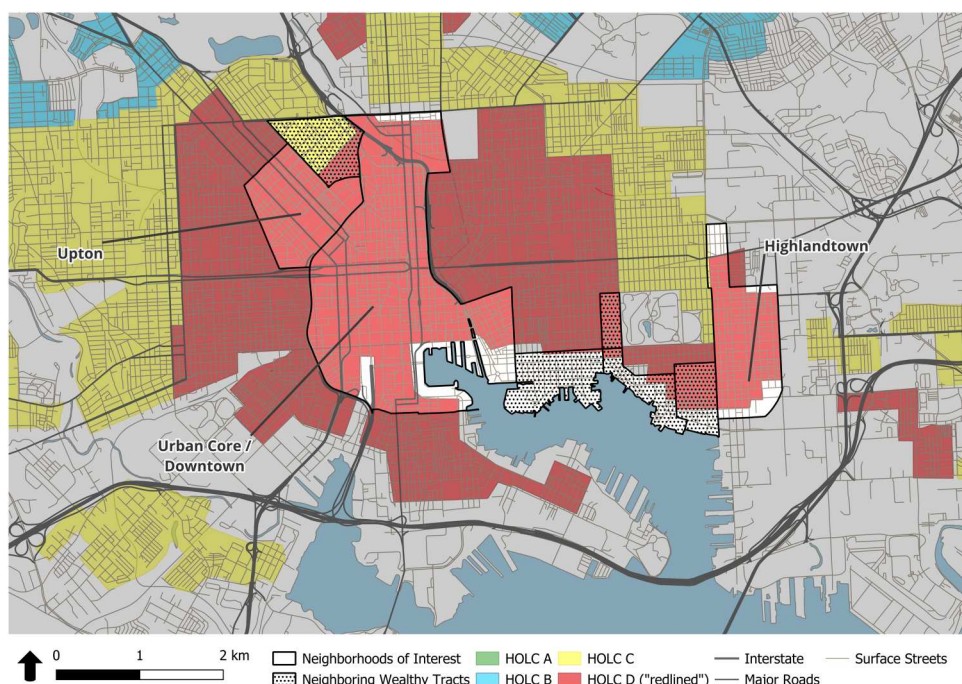 Upton
Highlandtown
Urban Core /
Downtown
0 1 2 km
Neighborhoods of Interest
HOLC A
HOLC C
Interstate
Surface Streets
Neighboring Wealthy Tracts
HOLC B
HOLC D ("redlined")
Major Roads